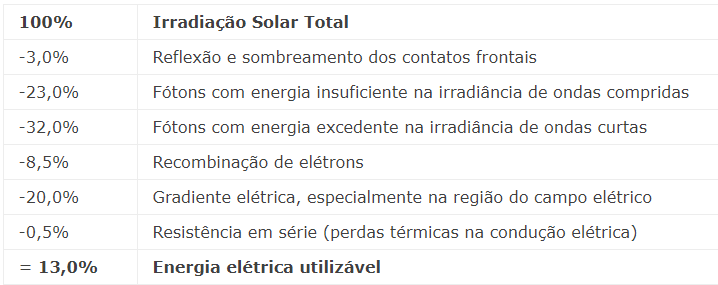 100% Irradiação Solar Total
-3,0% Reflexão e sombreamento dos contatos frontais
-23,0% Fótons com energia insuficiente na irradiância de ondas compridas
-32,0% Fótons com energia excedente na irradiância de ondas curtas
-8,5% Recombinação de elétrons
-20,0% Gradiente elétrica, especialmente na região do campo elétrico
-0,5% Resistência em série (perdas térmicas na condução elétrica)
= 13,0% Energia elétrica utilizável